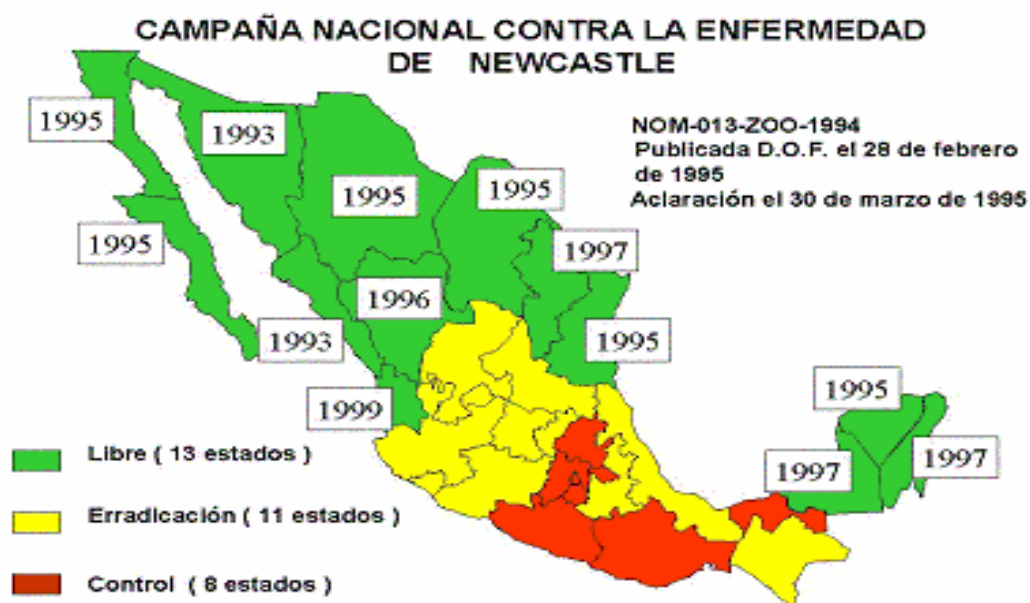 CAMPAÑA NACIONAL CONTRA LA ENFERMEDAD
DE NEWCASTLE
NOM-013-ZOO-1994
Publicada D.O.F. el 28 de febrero
de 1995
Aclaración el 30 de marzo de 1995
1995
1993
1995
1995
1997
1995
1996
1993
1995
1999
1995
1997
1997
Libre ( 13 estados )
Erradicación ( 11 estados )
Control ( 8 estados )